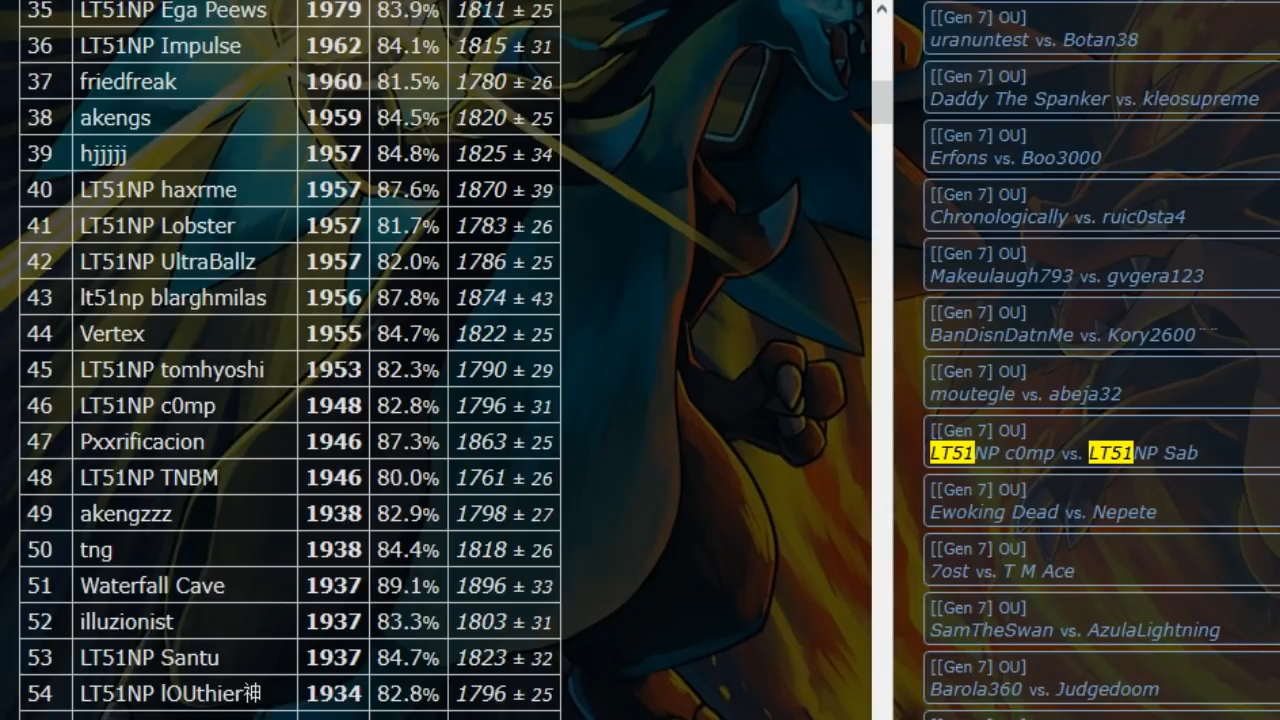 35 LT51NP Ega Peews 1979 83.9% 1811 ± 25
36 LT51NP Impulse 1962 84.1% 1815 ± 31
37 friedfreak 1960 81.5% 1780 ± 26
38 akengs 1959 84.5% 1820 ± 25
39 hjjjjj 1957 84.8% 1825 ± 34
40 LT51NP haxrme 1957 87.6% 1870 ± 39
41 LT51NP Lobster 1957 81.7% 1783 ± 26
42 LT51NP UltraBallz 1957 82.0% 1786 ± 25
43 lt51np blarghmilas 1956 87.8% 1874 ± 43
44 Vertex 1955 84.7% 1822 ± 25
45 LT51NP tomhyoshi 1953 82.3% 1790 ± 29
46 LT51NP c0mp 1948 82.8% 1796 ± 31
47 Pxxrificacion 1946 87.3% 1863 ± 25
48 LT51NP TNBM 1946 80.0% 1761 ± 26
49 akengzzz 1938 82.9% 1798 ± 27
50 tng 1938 84.4% 1818 ± 26
51 Waterfall Cave 1937 89.1% 1896 ± 33
52 illuzionist 1937 83.3% 1803 ± 31
53 LT51NP Santu 1937 84.7% 1823 ± 32
54 LT51NP lOUthier神 1934 82.8% 1796 ± 25
[[Gen 7] OU]
uranuntest vs. Botan38
[[Gen 7] OU]
Daddy The Spanker vs. kleosupreme
[[Gen 7] OU]
Erfons vs. Boo3000
[[Gen 7] OU]
Chronologically vs. ruic0sta4
[[Gen 7] OU]
Makeulaugh793 vs. gvgera123
[[Gen 7] OU]
BanDisnDatnMe vs. Kory2600¨¨
[[Gen 7] OU]
moutegle vs. abeja32
[[Gen 7] OU]
LT51NP c0mp vs. LT51NP Sab
[[Gen 7] OU]
Ewoking Dead vs. Nepete
[[Gen 7] OU]
7ost vs. T M Ace
[[Gen 7] OU]
SamTheSwan vs. AzulaLightning
[[Gen 7] OU]
Barola360 vs. Judgedoom